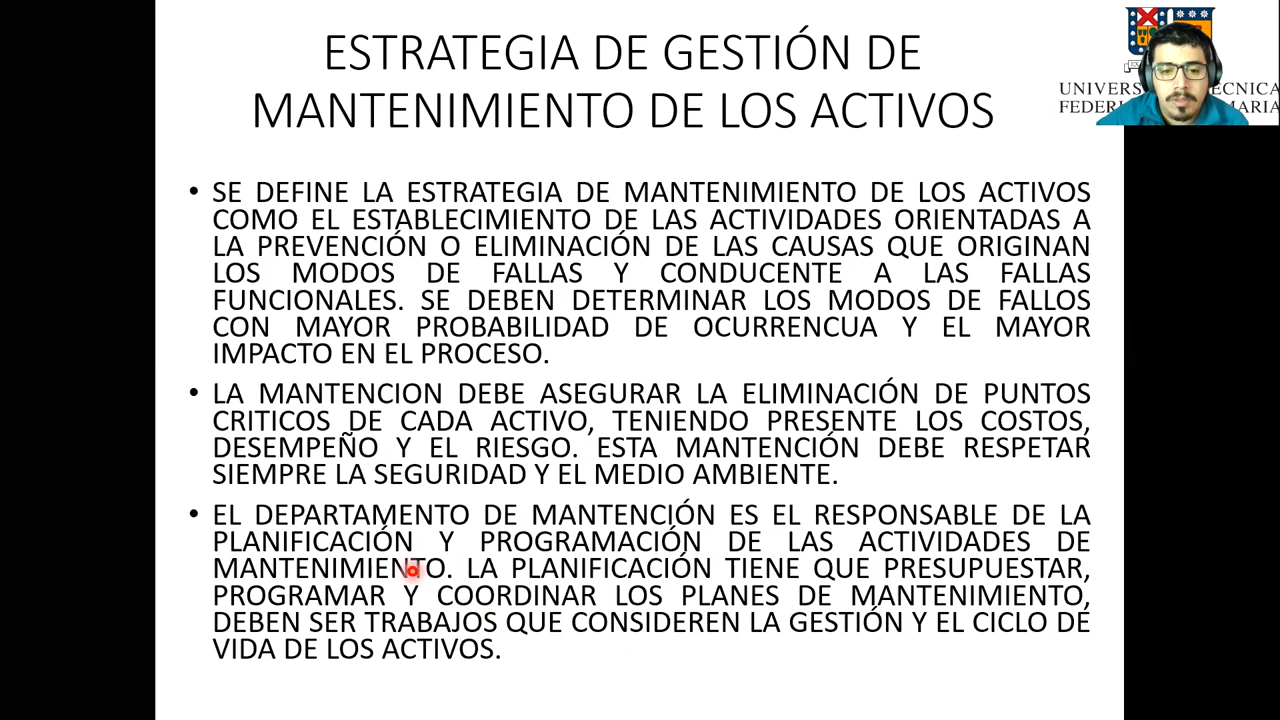 ESTRATEGIA DE GESTIÓN DE
MANTENIMIENTO DE LOS ACTIVOS
• SE DEFINE LA ESTRATEGIA DE MANTENIMIENTO DE LOS ACTIVOS
COMO EL ESTABLECIMIENTO DE LAS ACTIVIDADES ORIENTADAS A
LA PREVENCIÓN O ELIMINACIÓN DE LAS CAUSAS QUE ORIGINAN
LOS MODOS DE FALLAS Y CONDUCENTE A LAS FALLAS
FUNCIONALES. SE DEBEN DETERMINAR LOS MODOS DE FALLOS
CON MAYOR PROBABILIDAD DE OCURRENCUA Y EL MAYOR
IMPACTO EN EL PROCESO.
• LA MANTENCION DEBE ASEGURAR LA ELIMINACIÓN DE PUNTOS
CRITICOS DE CADA ACTIVO, TENIENDO PRESENTE LOS COSTOS,
DESEMPEÑO Y EL RIESGO. ESTA MANTENCIÓN DEBE RESPETAR
SIEMPRE LA SEGURIDAD Y EL MEDIO AMBIENTE.
• EL DEPARTAMENTO DE MANTENCIÓN ES EL RESPONSABLE DE LA
PLANIFICACIÓN Y PROGRAMACIÓN DE LAS ACTIVIDADES DE
MANTENIMIENTO. LA PLANIFICACIÓN TIENE QUE PRESUPUESTAR,
PROGRAMAR Y COORDINAR LOS PLANES DE MANTENIMIENTO,
DEBEN SER TRABAJOS QUE CONSIDEREN LA GESTIÓN Y EL CICLO DE
VIDA DE LOS ACTIVOS.